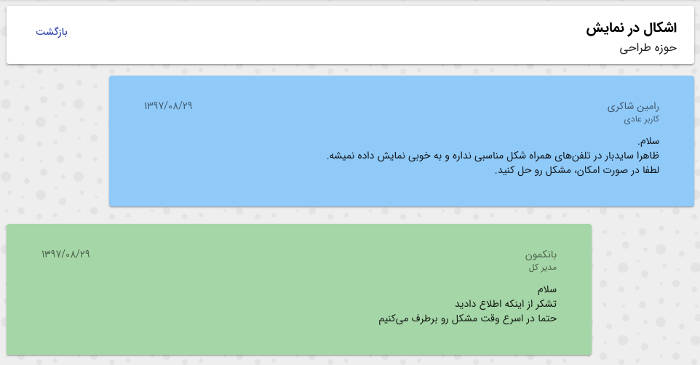 اشکال در نمایش
بازگشت
حوزه طراحی
رامین شاکری
۱۳۹۷/۰۸/۲۹
کاربر عادی
سلام.
ظاهرا سایدبار در تلفن‌های همراه شکل مناسبی نداره و به خوبی نمایش داده نمیشه.
لطفا در صورت امکان، مشکل رو حل کنید.
بانکمون
۱۳۹۷/۰۸/۲۹
مدیر کل
سلام
تشکر از اینکه اطلاع دادید
حتما در اسرع وقت مشکل رو برطرف می‌کنیم